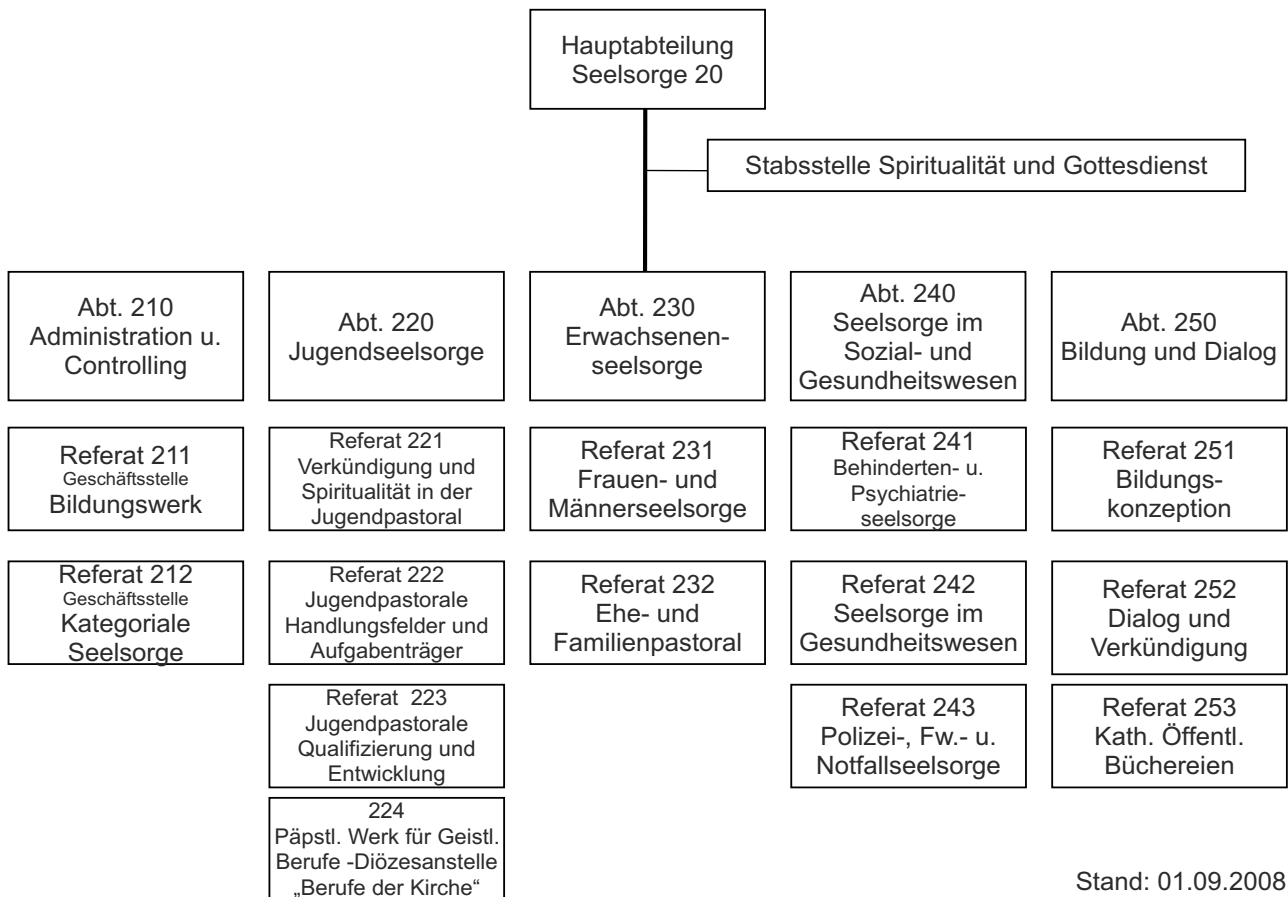 Hauptabteilung
Seelsorge 20
Stabsstelle Spiritualität und Gottesdienst
Abt. 210
Administration u.
Controlling
Abt. 220
Jugendseelsorge
Abt. 230
Erwachsenen-
seelsorge
Abt. 240
Seelsorge im
Sozial- und
Gesundheitswesen
Abt. 250
Bildung und Dialog
Referat 211
Geschäftsstelle
Bildungswerk
Referat 221
Verkündigung und
Spiritualität in der
Jugendpastoral
Referat 231
Frauen- und
Männerseelsorge
Referat 241
Behinderten- u.
Psychiatrie-
seelsorge
Referat 251
Bildungs-
konzeption
Referat 212
Geschäftsstelle
Kategoriale
Seelsorge
Referat 222
Jugendpastorale
Handlungsfelder und
Aufgabenträger
Referat 232
Ehe- und
Familienpastoral
Referat 242
Seelsorge im
Gesundheitswesen
Referat 252
Dialog und
Verkündigung
Referat 223
Jugendpastorale
Qualifizierung und
Entwicklung
Referat 243
Polizei-, Fw.- u.
Notfallseelsorge
Referat 253
Kath. Öffentl.
Büchereien
224
Päpstl. Werk für Geistl.
Berufe -Diözesanstelle
„Berufe der Kirche“
Stand: 01.09.2008